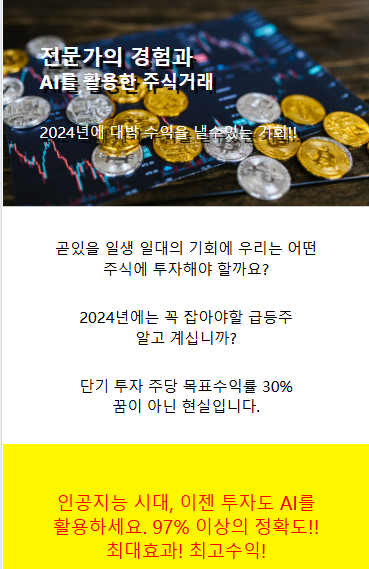 전문가의 경험과
AI를 활용한 주식거래
2024년에 대박 수익을 낼수있는 기회!!
곧있을 일생 일대의 기회에 우리는 어떤
주식에 투자해야 할까요?
2024년에는 꼭 잡아야할 급등주
알고 계십니까?
단기 투자 주당 목표수익률 30%
꿈이 아닌 현실입니다.
인공지능 시대, 이젠 투자도 AI를
활용하세요. 97% 이상의 정확도!!
최대효과! 최고수익!